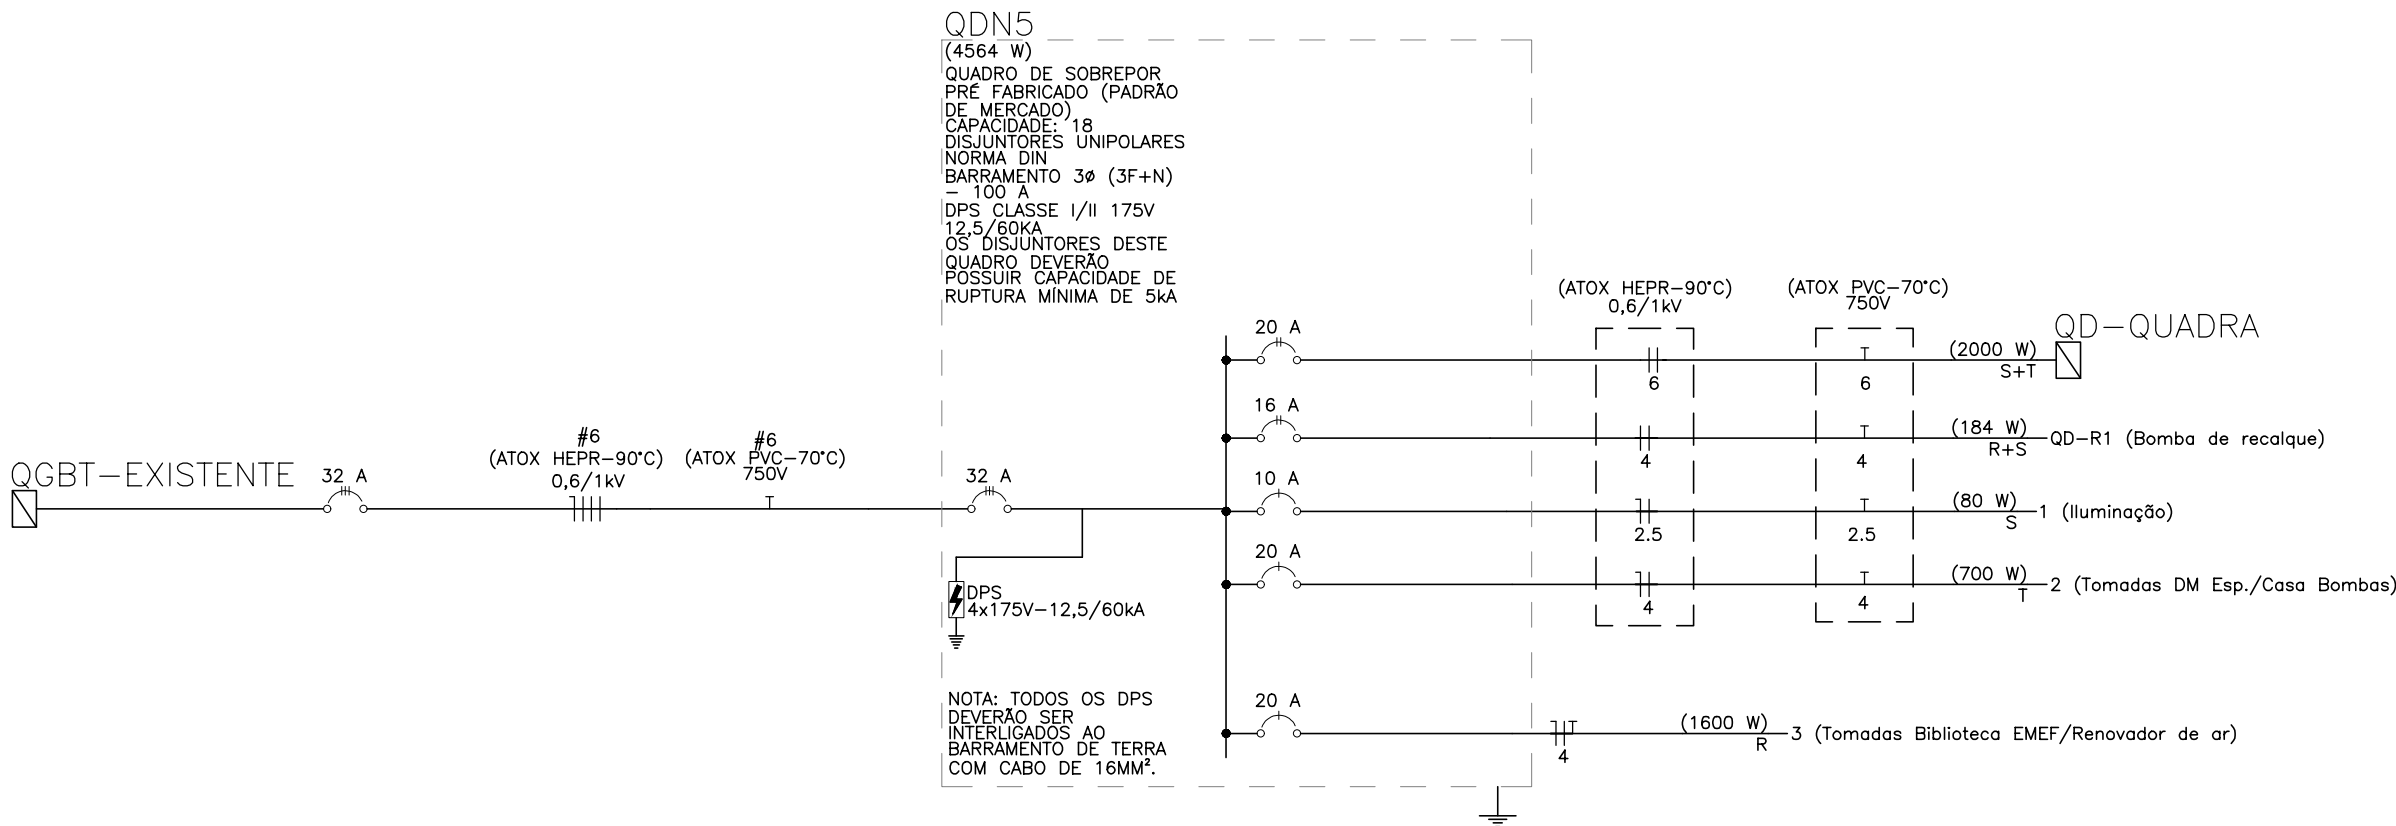 QDN5
(4564 W)
QUADRO DE SOBREPOR
PRÉ FABRICADO (PADRÃO
DE MERCADO)
CAPACIDADE: 18
DISJUNTORES UNIPOLARES
NORMA DIN
BARRAMENTO 3ø (3F+N)
- 100 A
DPS CLASSE I/II 175V
12,5/60KA
OS DISJUNTORES DESTE
QUADRO DEVERÃO
POSSUIR CAPACIDADE DE
RUPTURA MÍNIMA DE 5kA
QGBT-EXISTENTE
32 A
#6
(ATOX HEPR-90°C)
0,6/1kV
#6
(ATOX PVC-70°C)
750V
32 A
DPS
4x175V-12,5/60kA
NOTA: TODOS OS DPS
DEVERÃO SER
INTERLIGADOS AO
BARRAMENTO DE TERRA
COM CABO DE 16MM².
(ATOX HEPR-90°C)
0,6/1kV
(ATOX PVC-70°C)
750V
20 A
6
6
(2000 W)
S+T
QD-QUADRA
16 A
4
4
(184 W)
R+S
QD-R1 (Bomba de recalque)
10 A
2.5
2.5
(80 W)
S
1 (Iluminação)
20 A
4
4
(700 W)
T
2 (Tomadas DM Esp./Casa Bombas)
20 A
4
(1600 W)
R
3 (Tomadas Biblioteca EMEF/Renovador de ar)